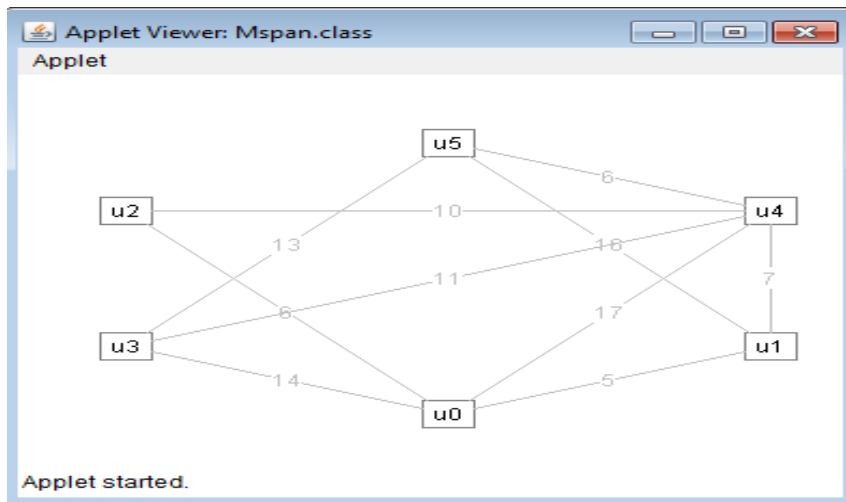 Applet Viewer: Mspan.class
Applet
u5
6
u2
10
u4
13
16
11
7
6
17
u3
u1
14
5
u0
Applet started.